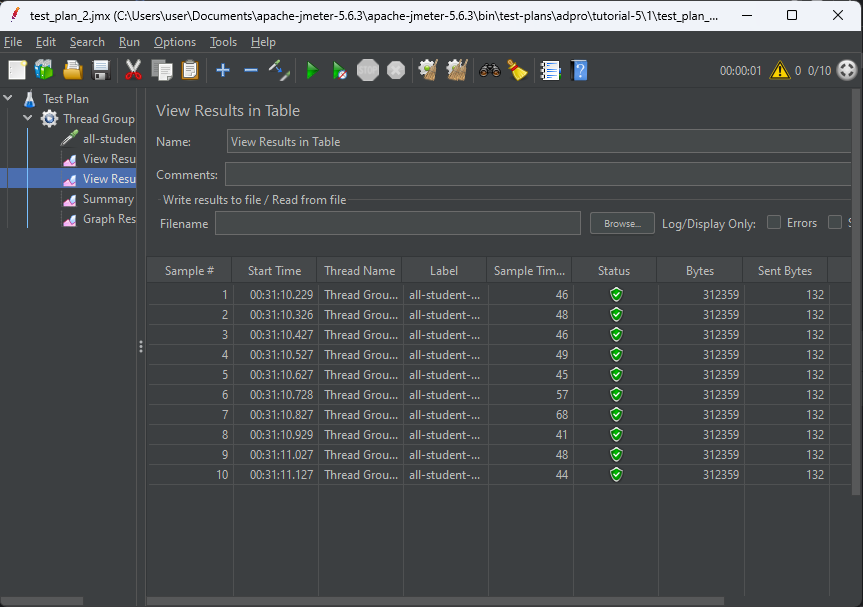 test_plan_2.jmx (C:\Users\user\Documents\apache-jmeter-5.6.3\apache-jmeter-5.6.3\bin\test-plans\adpro\tutorial-5\1\test_plan_...
File Edit Search Run Options Tools Help
STOP 00:00:01 0 0/10
Test Plan
Thread Group
all-studen
View Resu
View Resu
Summary
Graph Res
View Results in Table
Name: View Results in Table
Comments:
Write results to file / Read from file
Filename Browse... Log/Display Only: Errors S
Sample # Start Time Thread Name Label Sample Tim... Status Bytes Sent Bytes
1 00:31:10.229 Thread Grou... all-student-... 46 312359 132
2 00:31:10.326 Thread Grou... all-student-... 48 312359 132
3 00:31:10.427 Thread Grou... all-student-... 46 312359 132
4 00:31:10.527 Thread Grou... all-student-... 49 312359 132
5 00:31:10.627 Thread Grou... all-student-... 45 312359 132
6 00:31:10.728 Thread Grou... all-student-... 57 312359 132
7 00:31:10.827 Thread Grou... all-student-... 68 312359 132
8 00:31:10.929 Thread Grou... all-student-... 41 312359 132
9 00:31:11.027 Thread Grou... all-student-... 48 312359 132
10 00:31:11.127 Thread Grou... all-student-... 44 312359 132